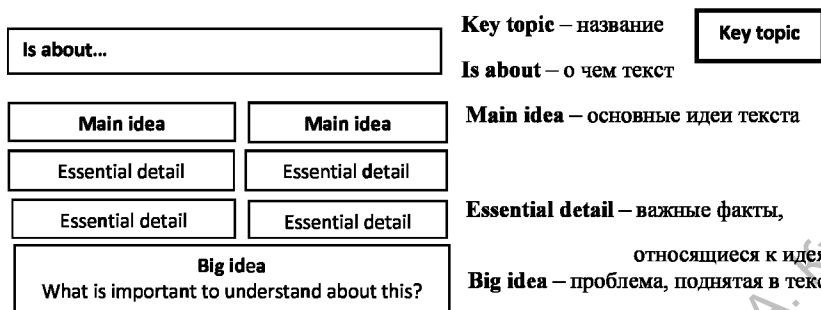 Key topic – название
Key topic
Is about...
Is about – о чем текст
Main idea
Main idea
Main idea – основные идеи текста
Essential detail
Essential detail
Essential detail
Essential detail
Essential detail – важные факты,
относящиеся к
Big idea
What is important to understand about this?
Big idea – проблема, поднятая в